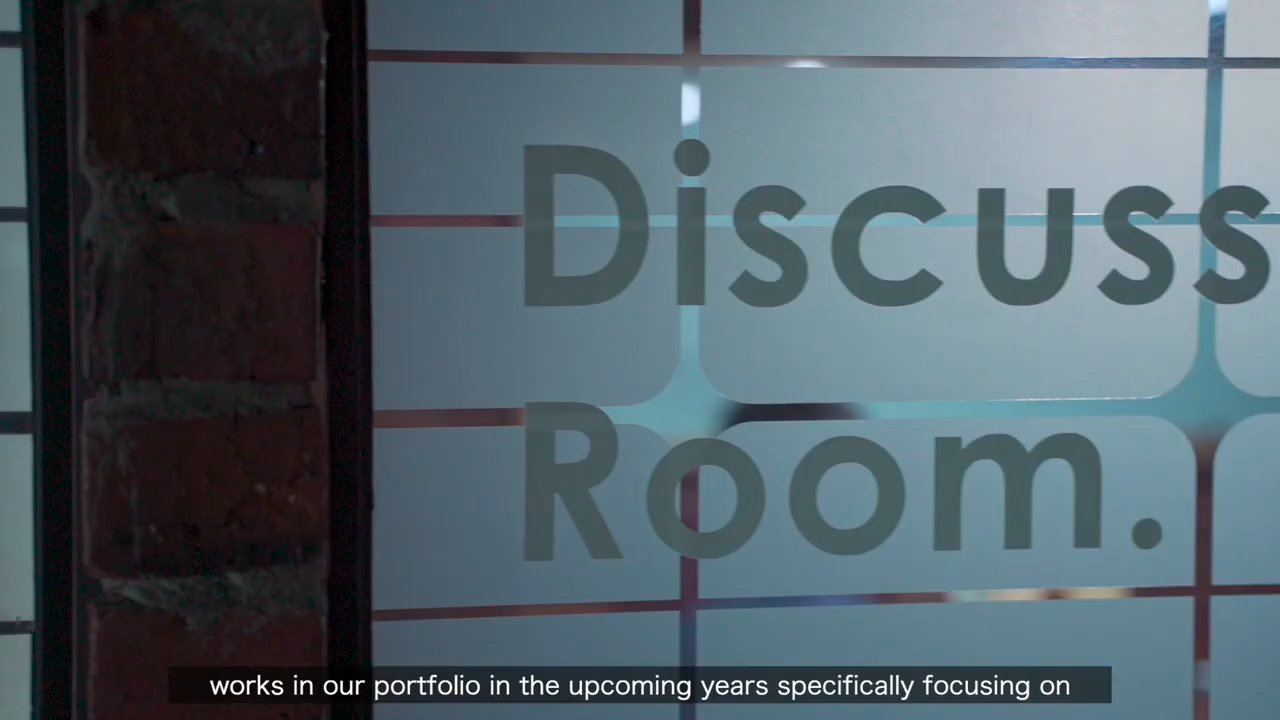 Discuss
Room.
works in our portfolio in the upcoming years specifically focusing on